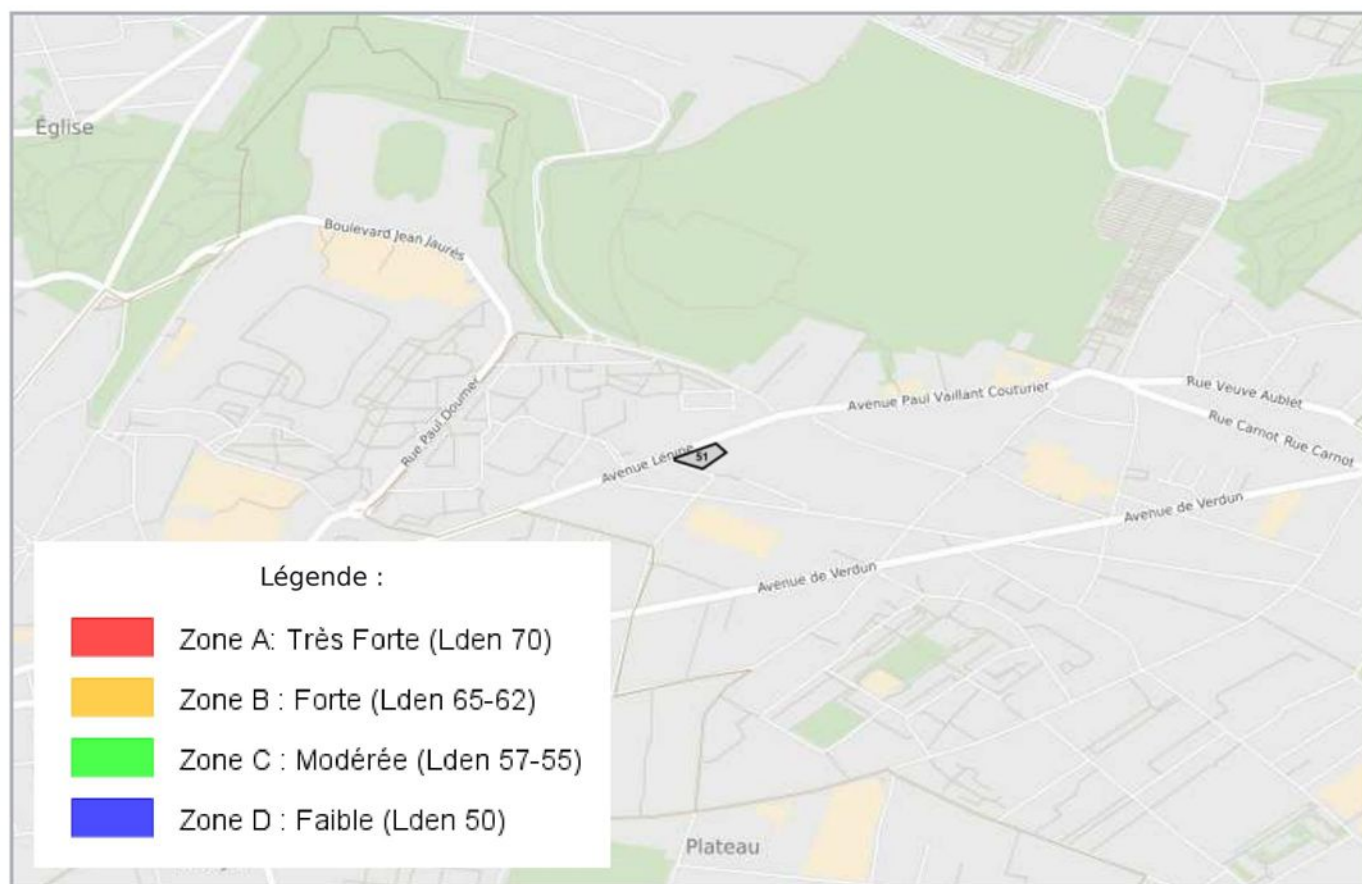 Église
Boulevard Jean Jaurés
Rue Paul Doumer
Avenue Lénine
51
Avenue Paul Vaillant Couturier
Rue Veuve Aublet
Rue Carnot Rue Carnot
Avenue de Verdun
Avenue de Verdun
Légende :
Zone A: Très Forte (Lden 70)
Zone B : Forte (Lden 65-62)
Zone C : Modérée (Lden 57-55)
Zone D : Faible (Lden 50)
Plateau